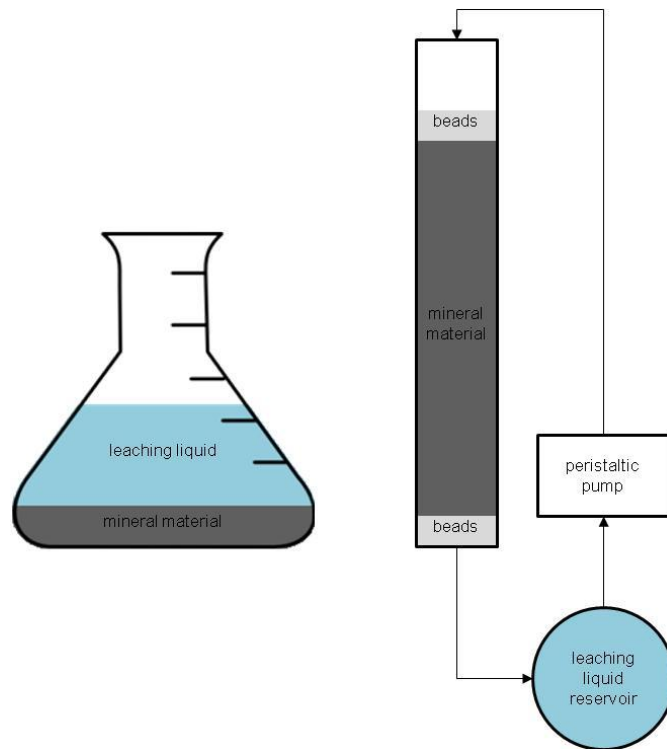 leaching liquid
mineral material
beads
mineral
material
beads
peristaltic
pump
leaching
liquid
reservoir